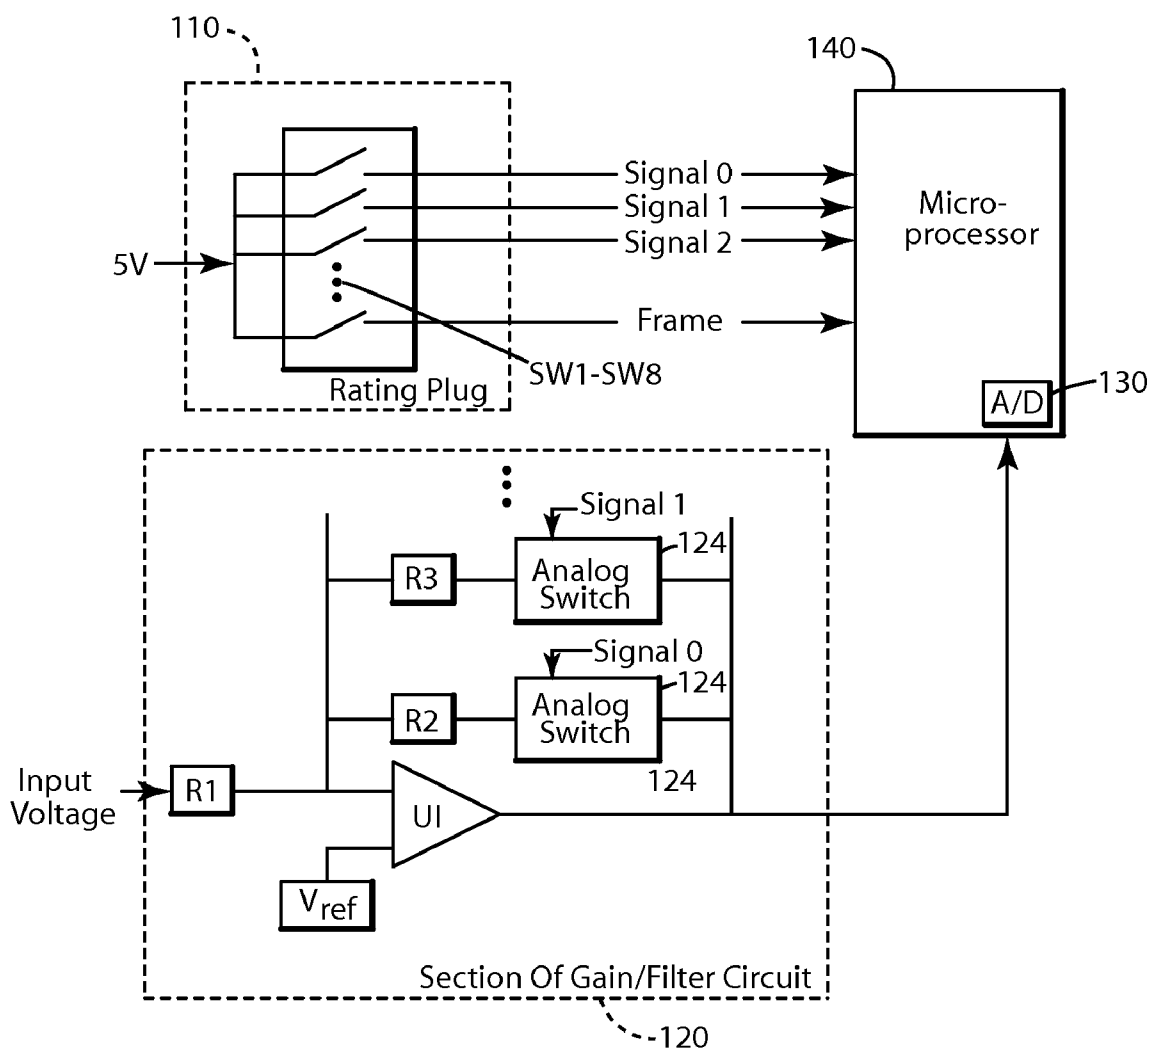 110
140
Signal 0
Signal 1
Signal 2
Micro-
processor
5V
Frame
SW1-SW8
Rating Plug
A/D
130
Signal 1
124
R3
Analog
Switch
Signal 0
124
R2
Analog
Switch
124
Input
Voltage
R1
UI
Vref
Section Of Gain/Filter Circuit
120